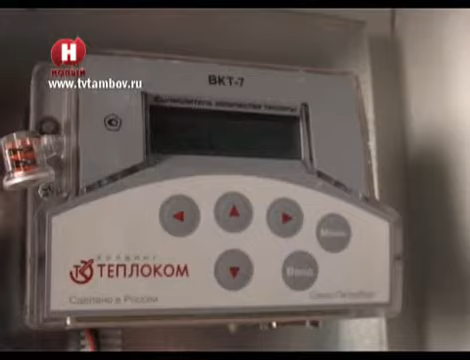 Н
НОВЫЙ
www.tvtambov.ru
ВКТ-7
Вычислитель количества теплоты
Меню
Ввод
ХОЛДИНГ
ТЕПЛОКОМ
Сделано в России
Санкт-Петербург